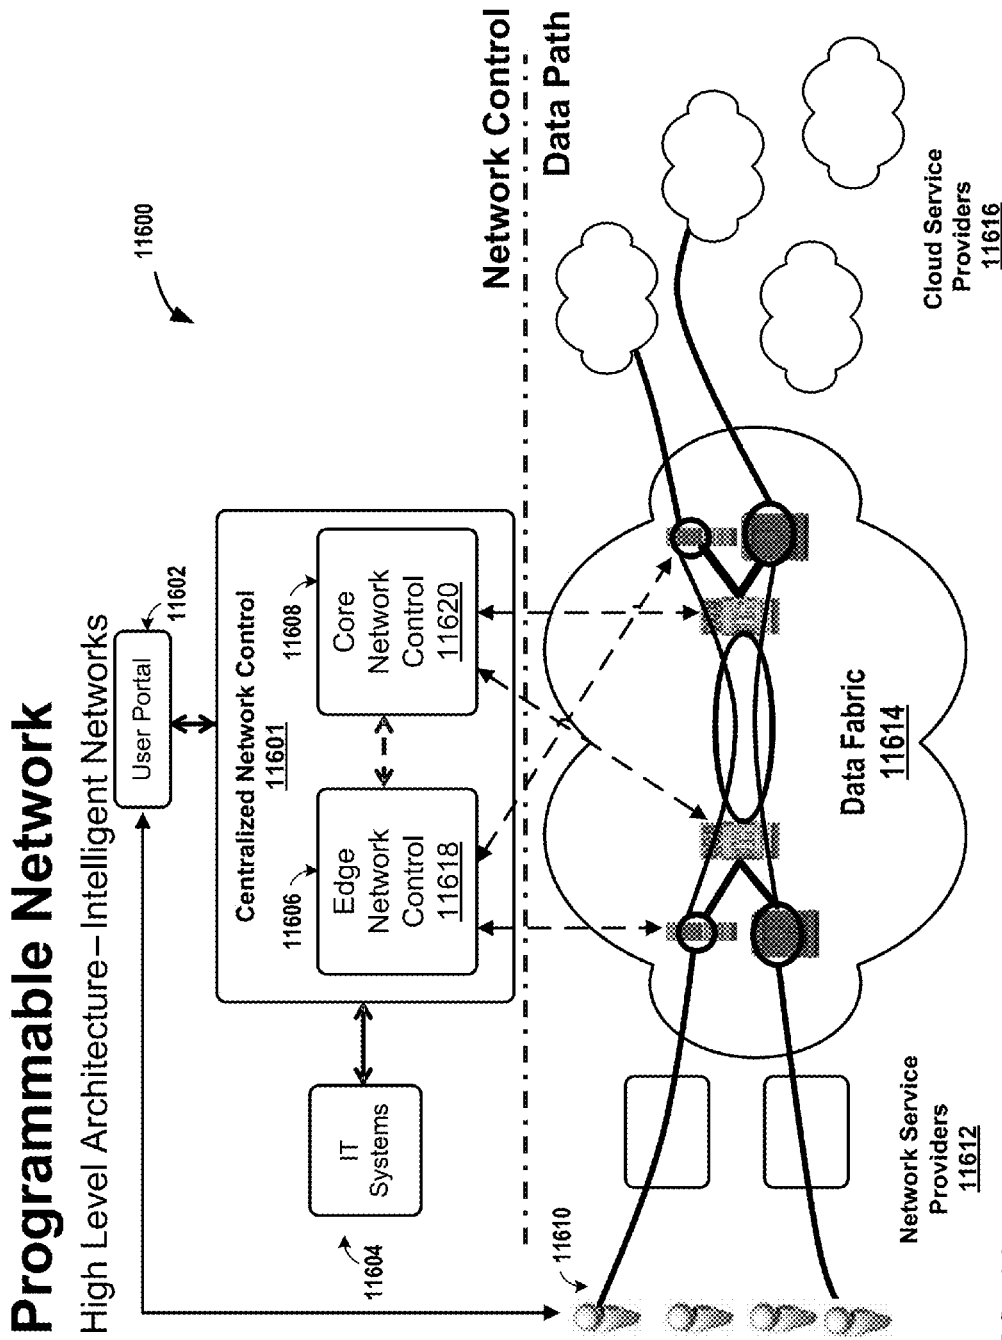 Programmable Network
High Level Architecture–Intelligent Networks
11600
User Portal
11602
Centralized Network Control
11601
11606
Edge
Network
Control
11618
11608
Core
Network
Control
11620
IT
Systems
11604
Network Control
Data Path
11610
Network Service
Providers
11612
Data Fabric
11614
Cloud Service
Providers
11616